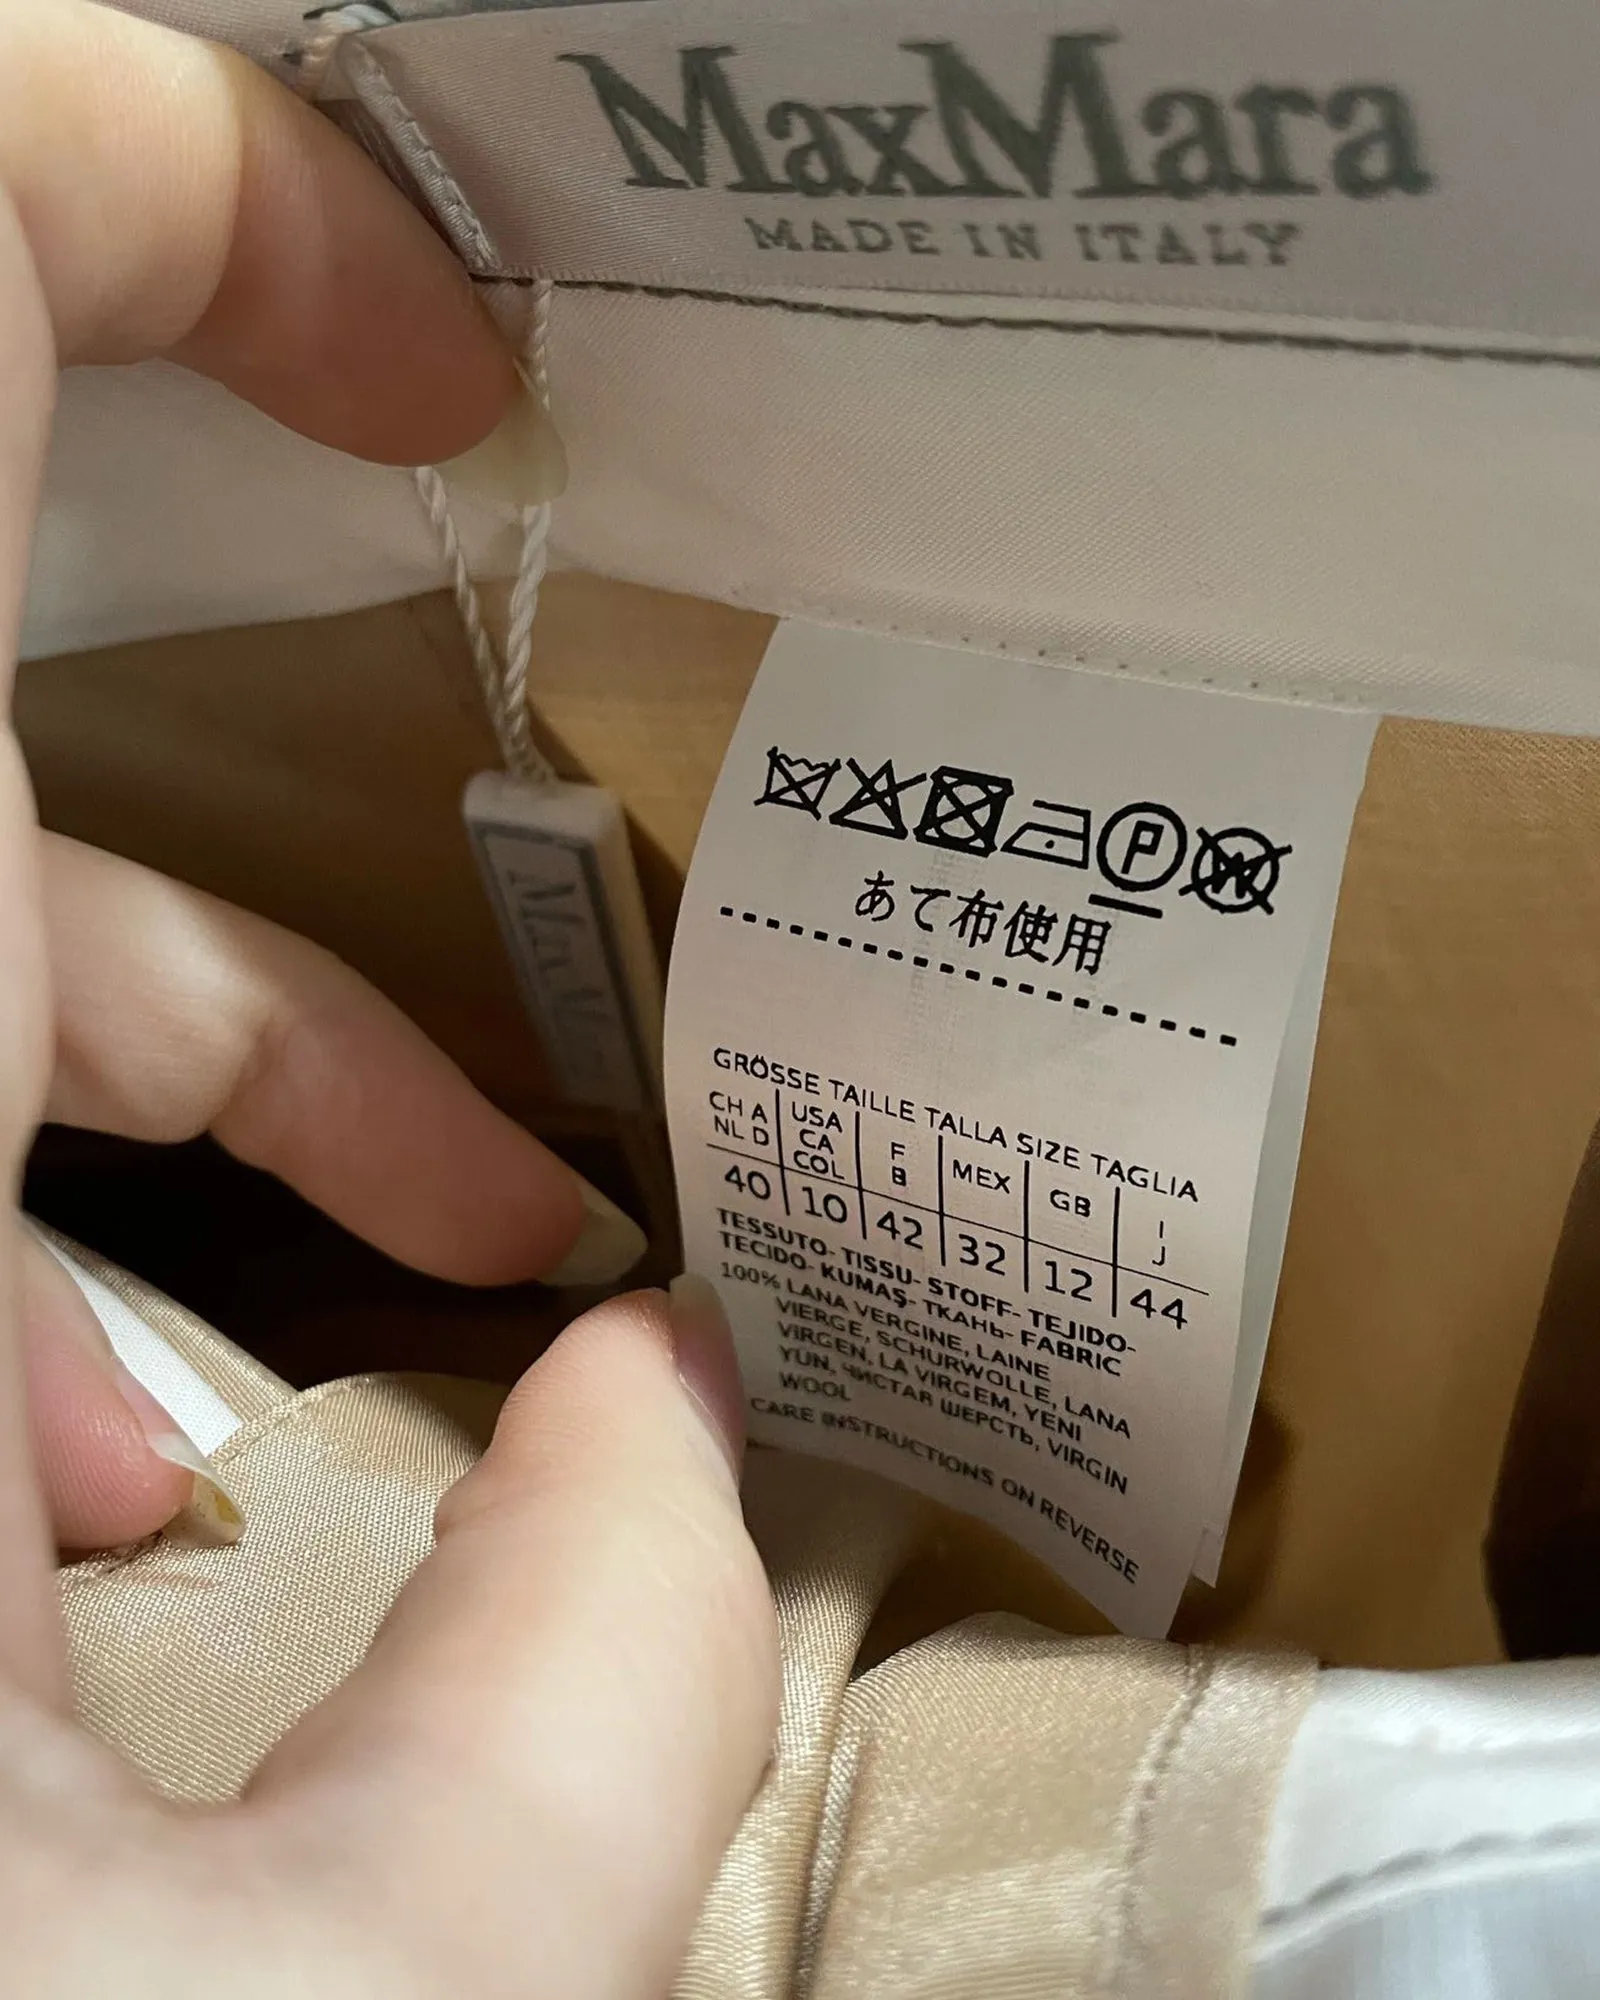 MaxMara
MADE IN ITALY
P W
あて布使用
GRÖSSE TAILLE TALLA SIZE TAGLIA
CH A NL D USA CA COL F B MEX GB I J
40 10 42 32 12 44
TESSUTO- TISSU- STOFF- TEJIDO-
TECIDO- KUMAŞ- ТКАНЬ- FABRIC
100% LANA VERGINE, LAINE
VIERGE, SCHURWOLLE, LANA
VIRGEN, LA VIRGEM, YENI
YÜN, ЧИСТАЯ ШЕРСТЬ, VIRGIN
WOOL
CARE INSTRUCTIONS ON REVERSE
MaxMara